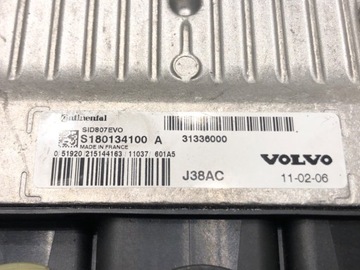 Continental
SID807EVO
S180134100 A 31336000
MADE IN FRANCE
0 51920 215144163 11037 601A5
VOLVO
J38AC 11-02-06